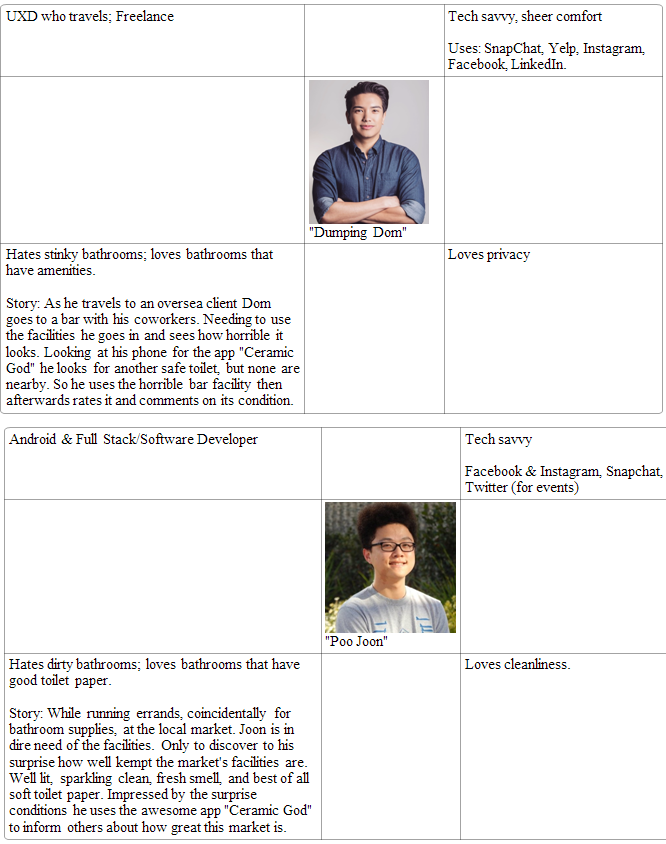 UXD who travels; Freelance
Tech savvy, sheer comfort
Uses: SnapChat, Yelp, Instagram,
Facebook, LinkedIn.
"Dumping Dom"
Hates stinky bathrooms; loves bathrooms that
have amenities.
Loves privacy
Story: As he travels to an oversea client Dom
goes to a bar with his coworkers. Needing to use
the facilities he goes in and sees how horrible it
looks. Looking at his phone for the app "Ceramic
God" he looks for another safe toilet, but none are
nearby. So he uses the horrible bar facility then
afterwards rates it and comments on its condition.
Android & Full Stack/Software Developer
Tech savvy
Facebook & Instagram, Snapchat,
Twitter (for events)
"Poo Joon"
Hates dirty bathrooms; loves bathrooms that have
good toilet paper.
Loves cleanliness.
Story: While running errands, coincidentally for
bathroom supplies, at the local market. Joon is in
dire need of the facilities. Only to discover to his
surprise how well kempt the market's facilities are.
Well lit, sparkling clean, fresh smell, and best of all
soft toilet paper. Impressed by the surprise
conditions he uses the awesome app "Ceramic God"
to inform others about how great this market is.